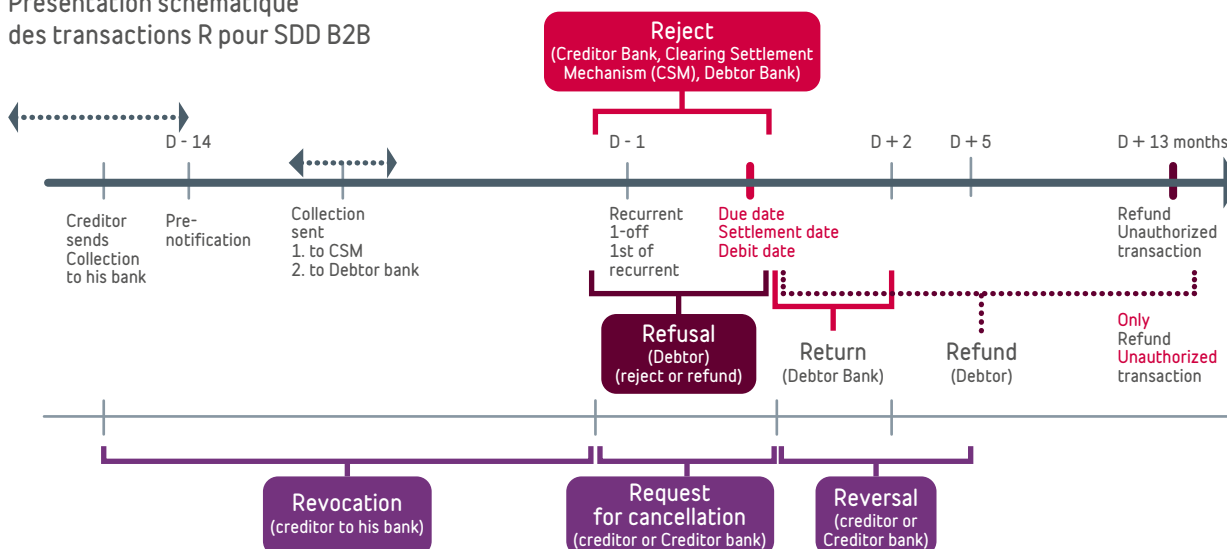 Présentation schématique
des transactions R pour SDD B2B
Reject
(Creditor Bank, Clearing Settlement
Mechanism (CSM), Debtor Bank)
D - 14
D - 1
D + 2
D + 5
D + 13 months
Creditor
sends
Collection
to his bank
Pre-
notification
Collection
sent
1. to CSM
2. to Debtor bank
Recurrent
1-off
1st of
recurrent
Due date
Settlement date
Debit date
Refund
Unauthorized
transaction
Refusal
(Debtor)
(reject or refund)
Return
(Debtor Bank)
Refund
(Debtor)
Only
Refund
Unauthorized
transaction
Revocation
(creditor to his bank)
Request
for cancellation
(creditor or Creditor bank)
Reversal
(creditor or
Creditor bank)